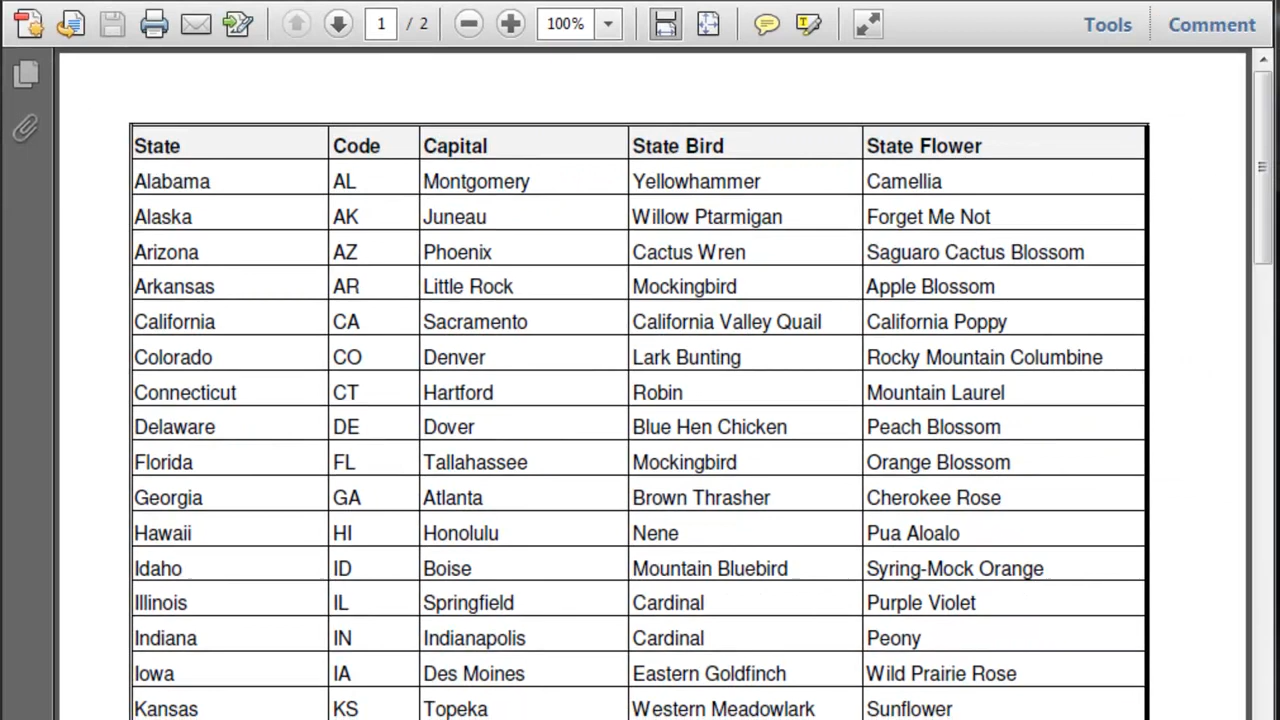 1 / 2 100% Tools Comment
State Code Capital State Bird State Flower
Alabama AL Montgomery Yellowhammer Camellia
Alaska AK Juneau Willow Ptarmigan Forget Me Not
Arizona AZ Phoenix Cactus Wren Saguaro Cactus Blossom
Arkansas AR Little Rock Mockingbird Apple Blossom
California CA Sacramento California Valley Quail California Poppy
Colorado CO Denver Lark Bunting Rocky Mountain Columbine
Connecticut CT Hartford Robin Mountain Laurel
Delaware DE Dover Blue Hen Chicken Peach Blossom
Florida FL Tallahassee Mockingbird Orange Blossom
Georgia GA Atlanta Brown Thrasher Cherokee Rose
Hawaii HI Honolulu Nene Pua Aloalo
Idaho ID Boise Mountain Bluebird Syring-Mock Orange
Illinois IL Springfield Cardinal Purple Violet
Indiana IN Indianapolis Cardinal Peony
Iowa IA Des Moines Eastern Goldfinch Wild Prairie Rose
Kansas KS Topeka Western Meadowlark Sunflower